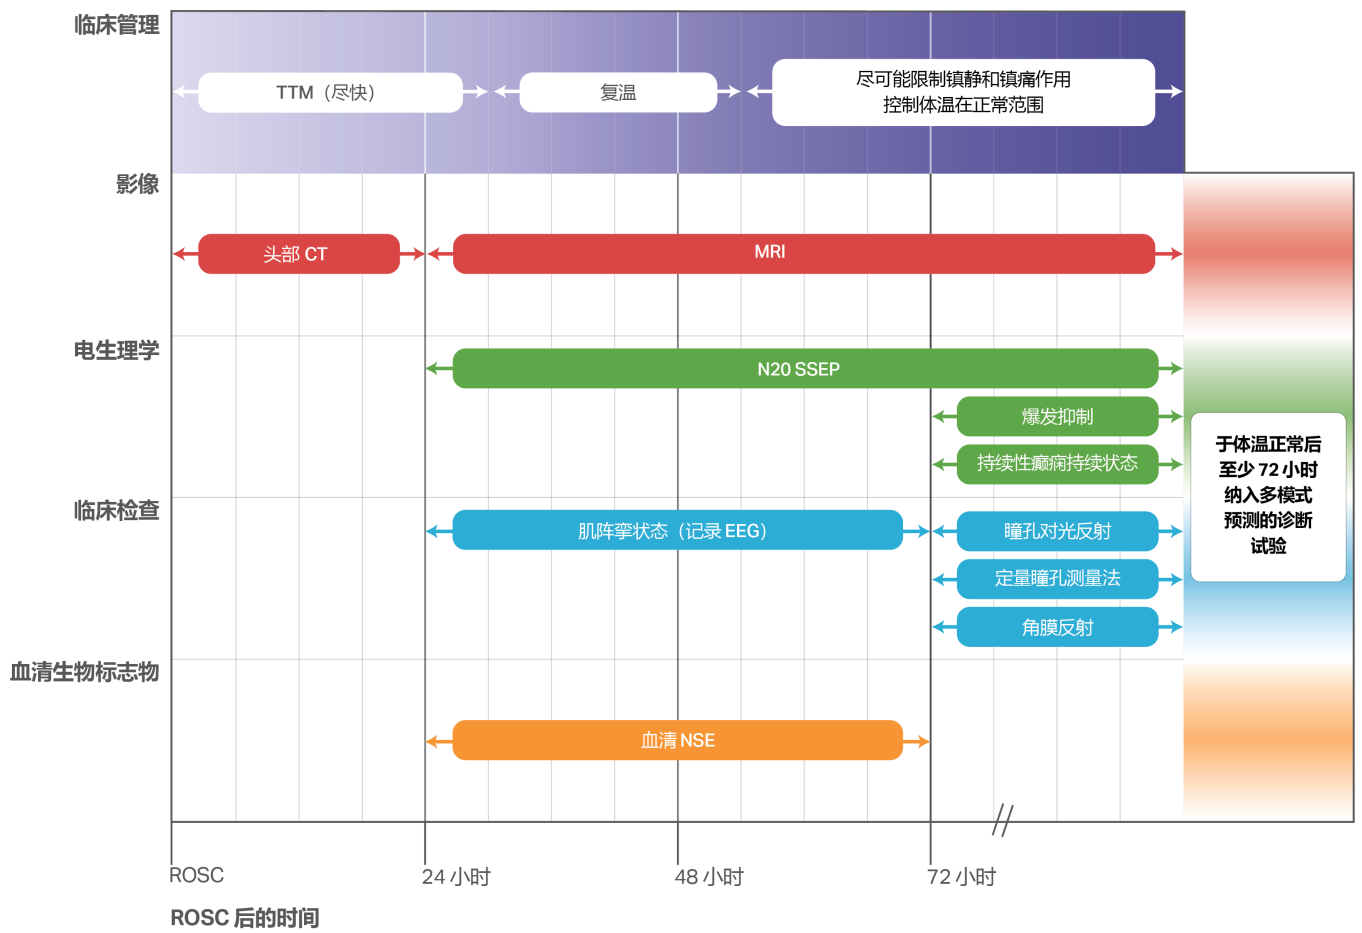 临床管理
TTM（尽快）
复温
尽可能限制镇静和镇痛作用
控制体温在正常范围
影像
头部 CT
MRI
电生理学
N20 SSEP
爆发抑制
持续性癫痫持续状态
临床检查
肌阵挛状态（记录 EEG）
瞳孔对光反射
定量瞳孔测量法
角膜反射
于体温正常后
至少 72 小时
纳入多模式
预测的诊断
试验
血清生物标志物
血清 NSE
ROSC
24 小时
48 小时
72 小时
ROSC 后的时间